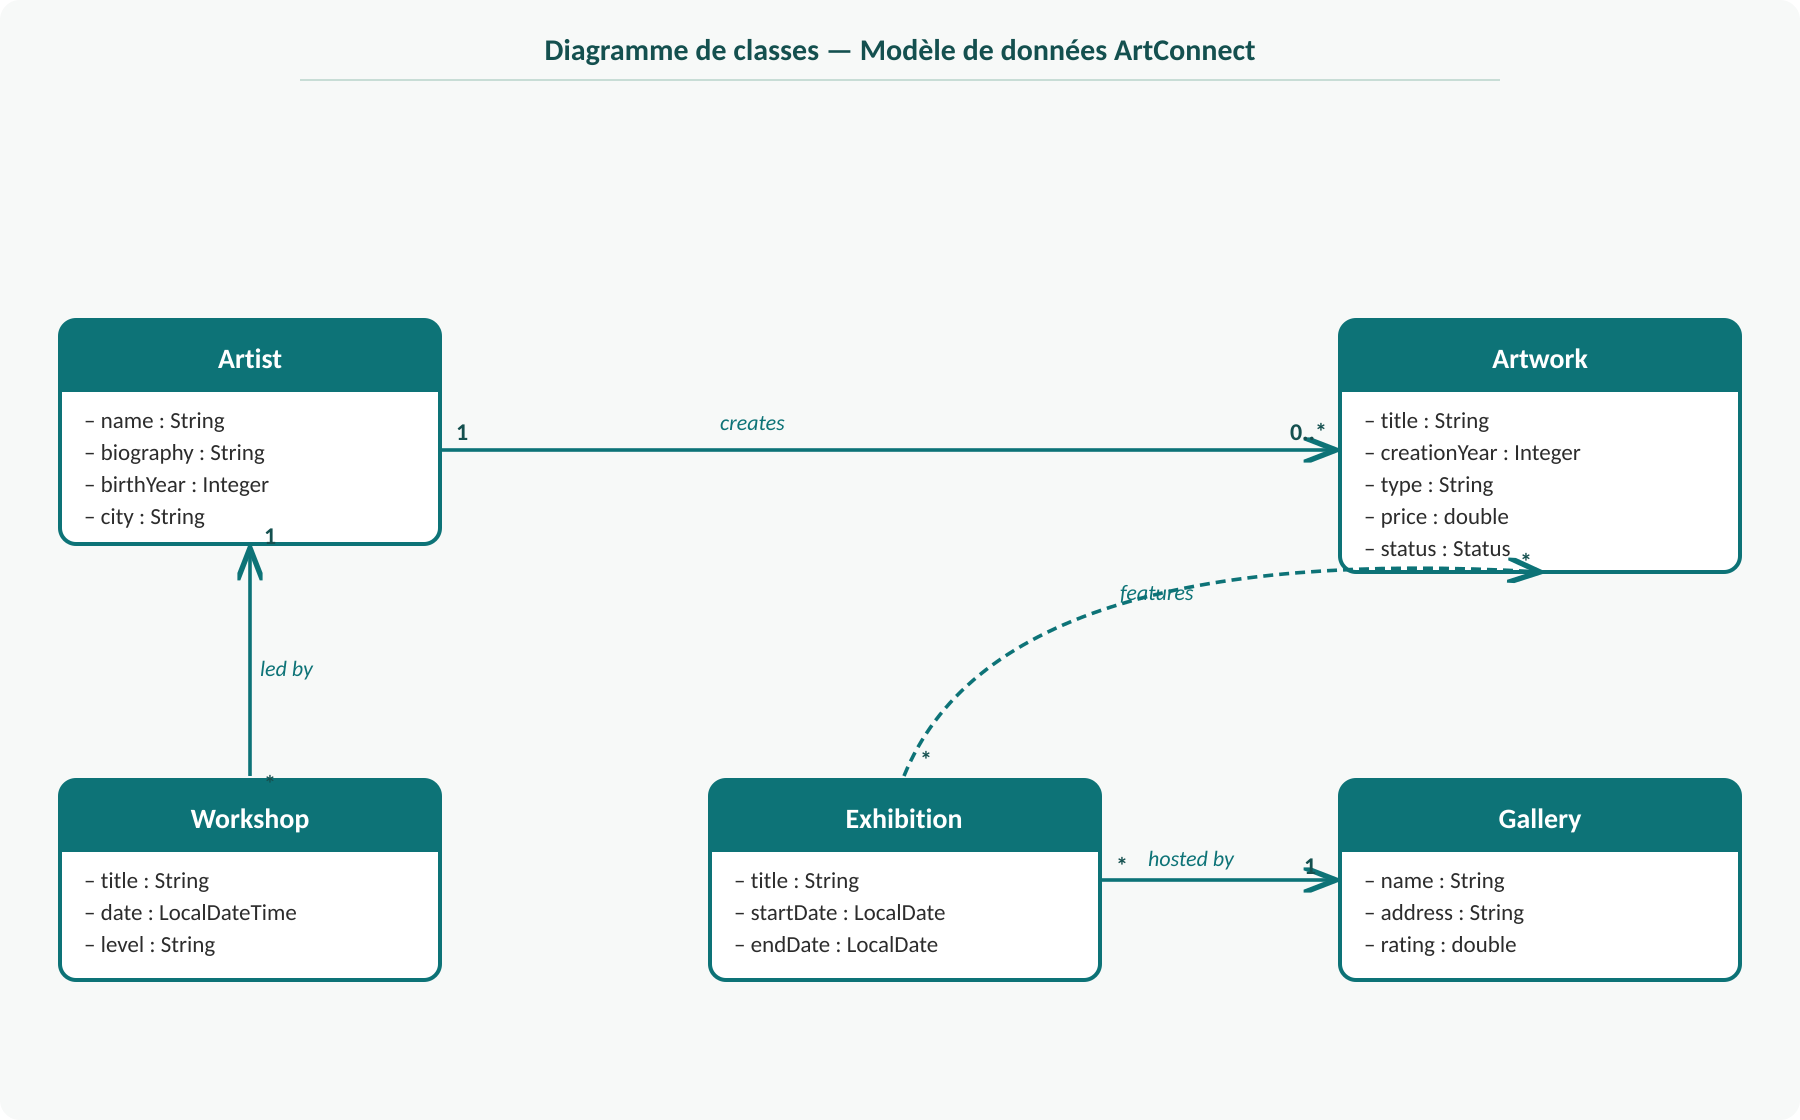 Diagramme de classes — Modèle de données ArtConnect
Artist
– name : String
– biography : String
– birthYear : Integer
– city : String
1
creates
0..*
Artwork
– title : String
– creationYear : Integer
– type : String
– price : double
– status : Status
*
1
led by
*
features
*
Workshop
– title : String
– date : LocalDateTime
– level : String
Exhibition
– title : String
– startDate : LocalDate
– endDate : LocalDate
*
hosted by
1
Gallery
– name : String
– address : String
– rating : double